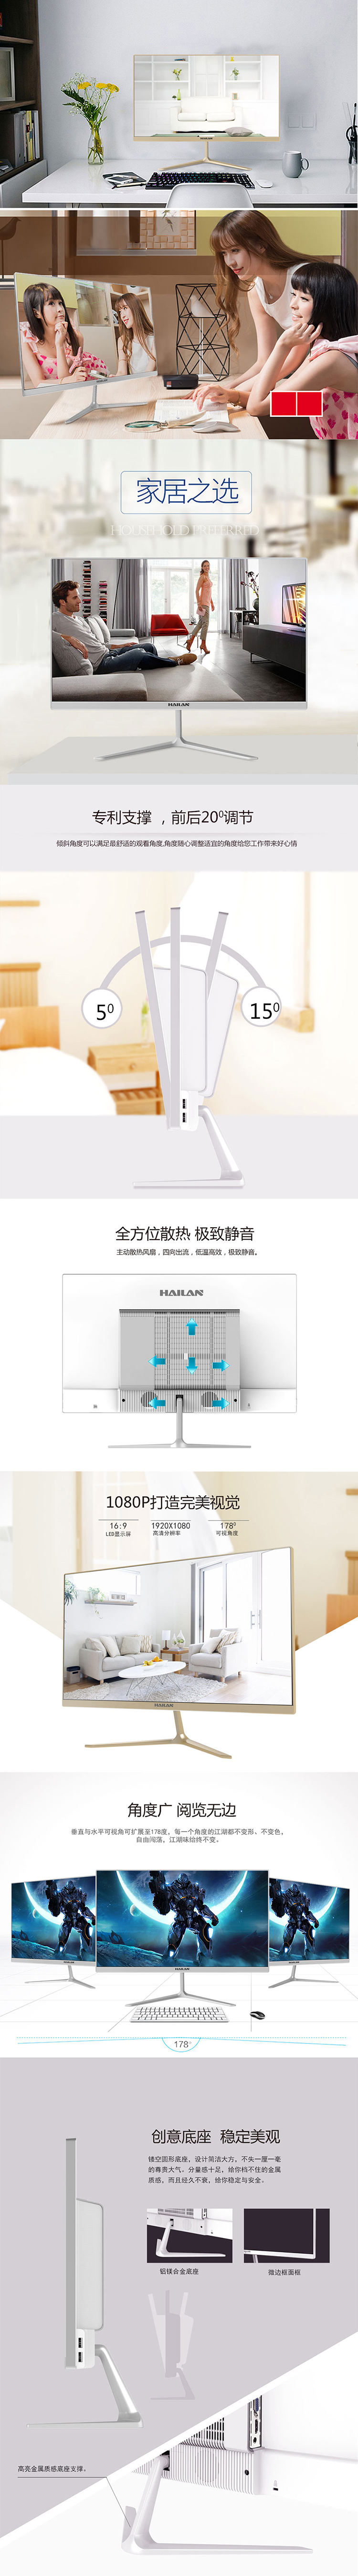 家居之选
HOUSEHOLD PREFERRED
HAILAN
专利支撑 ，前后20⁰调节
倾斜角度可以满足最舒适的观看角度,角度随心调整适宜的角度给您工作带来好心情
5⁰
15⁰
全方位散热 极致静音
主动散热风扇，四向出流，低温高效，极致静音。
HAILAN
1080P打造完美视觉
16:9 1920X1080 178⁰
LED显示屏 高清分辨率 可视角度
HAILAN
角度广 阅览无边
垂直与水平可视角可扩展至178度，每一个角度的江湖都不变形、不变色，
自由闯荡，江湖味给终不变。
HAILAN
178°
创意底座 稳定美观
镂空圆形底座，设计简洁大方，不失一厘一毫
的尊贵大气。分量感十足，给你档不住的金属
质感，而且经久不衰，给你稳定与安全。
铝镁合金底座
微边框面框
高亮金属质感底座支撑。